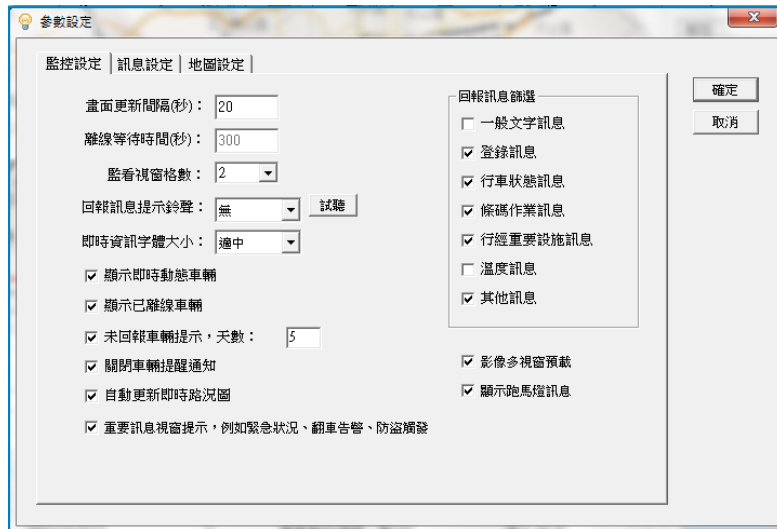 參數設定
監控設定 訊息設定 地圖設定
確定
取消
畫面更新間隔(秒)： 20
離線等待時間(秒)： 300
監看視窗格數： 2
回報訊息提示鈴聲： 無 試聽
即時資訊字體大小： 適中
顯示即時動態車輛
顯示已離線車輛
未回報車輛提示，天數： 5
關閉車輛提醒通知
自動更新即時路況圖
重要訊息視窗提示，例如緊急狀況、翻車告警、防盜觸發
回報訊息篩選
一般文字訊息
登錄訊息
行車狀態訊息
條碼作業訊息
行經重要設施訊息
溫度訊息
其他訊息
影像多視窗預載
顯示跑馬燈訊息